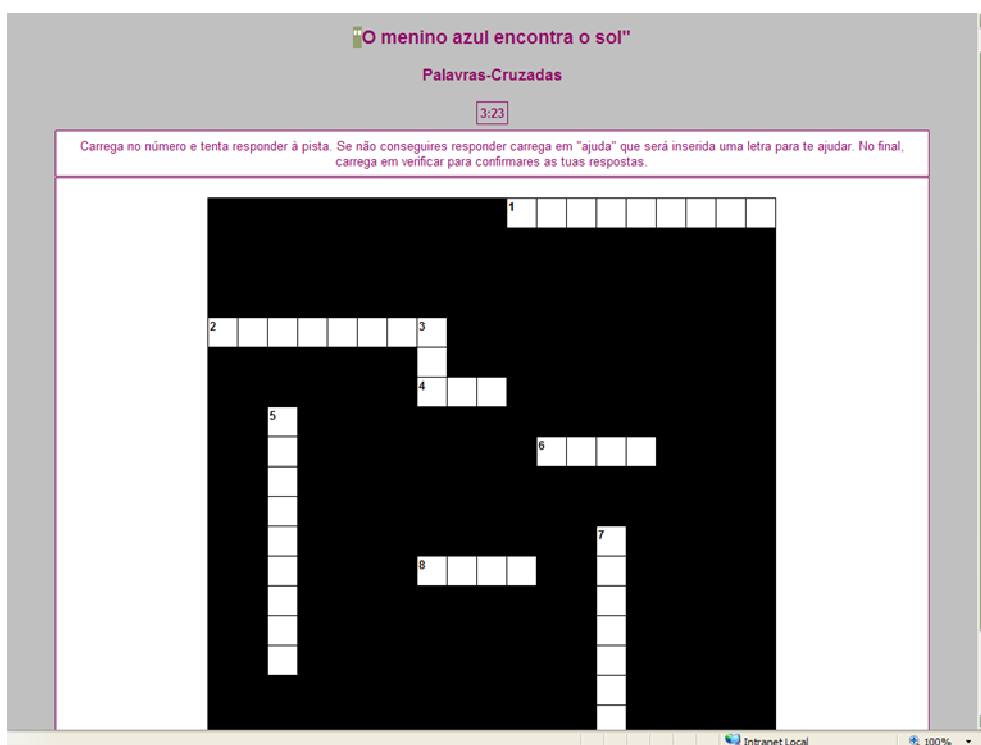 "O menino azul encontra o sol"
Palavras-Cruzadas
3:23
Carrega no número e tenta responder à pista. Se não conseguires responder carrega em "ajuda" que será inserida uma letra para te ajudar. No final,
carrega em verificar para confirmares as tuas respostas.
1
2 3
4
5
6
7
8
Intranet Local 100%